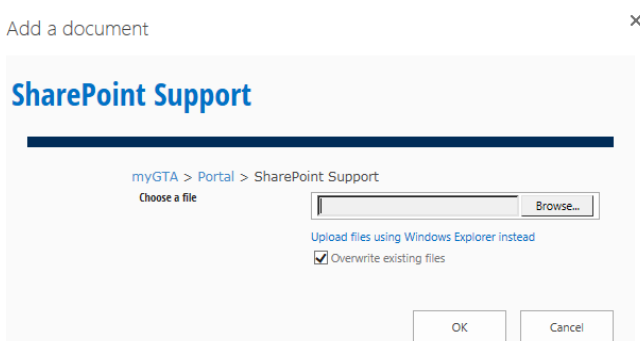 Add a document
SharePoint Support
myGTA > Portal > SharePoint Support
Choose a file
Browse...
Upload files using Windows Explorer instead
Overwrite existing files
OK Cancel